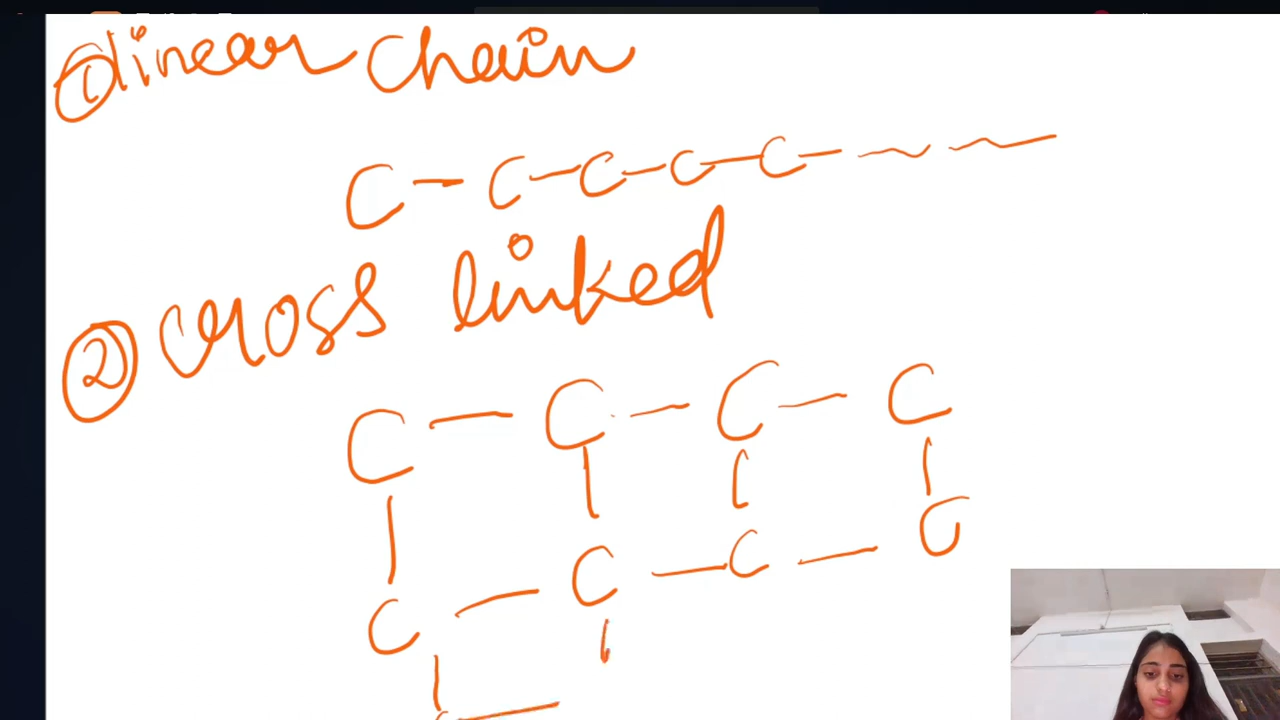 ① linear chain
C - C - C - C - C - ~ ~
② cross linked
C - C - C - C
C - C - C - C
C -